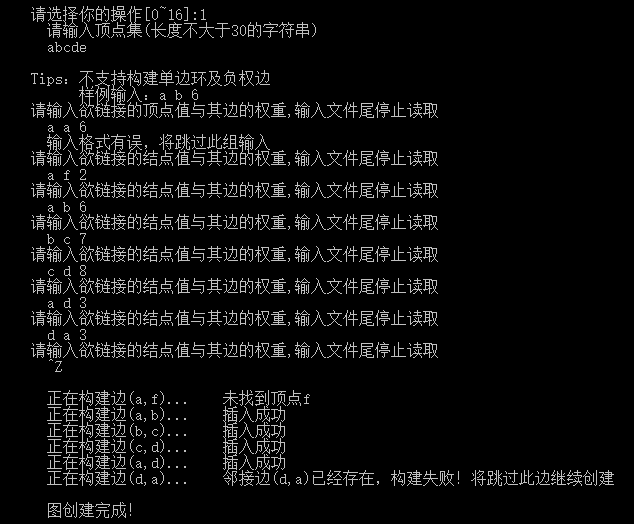 请选择你的操作[0~16]:1
请输入顶点集(长度不大于30的字符串)
abcde
Tips: 不支持构建单边环及负权边
样例输入: a b 6
请输入欲链接的顶点值与其边的权重,输入文件尾停止读取
a a 6
输入格式有误, 将跳过此组输入
请输入欲链接的结点值与其边的权重,输入文件尾停止读取
a f 2
请输入欲链接的结点值与其边的权重,输入文件尾停止读取
a b 6
请输入欲链接的结点值与其边的权重,输入文件尾停止读取
b c 7
请输入欲链接的结点值与其边的权重,输入文件尾停止读取
c d 8
请输入欲链接的结点值与其边的权重,输入文件尾停止读取
a d 3
请输入欲链接的结点值与其边的权重,输入文件尾停止读取
d a 3
请输入欲链接的结点值与其边的权重,输入文件尾停止读取
^Z
正在构建边(a,f)... 未找到顶点f
正在构建边(a,b)... 插入成功
正在构建边(b,c)... 插入成功
正在构建边(c,d)... 插入成功
正在构建边(a,d)... 插入成功
正在构建边(d,a)... 邻接边(d,a)已经存在, 构建失败! 将跳过此边继续创建
图创建完成!